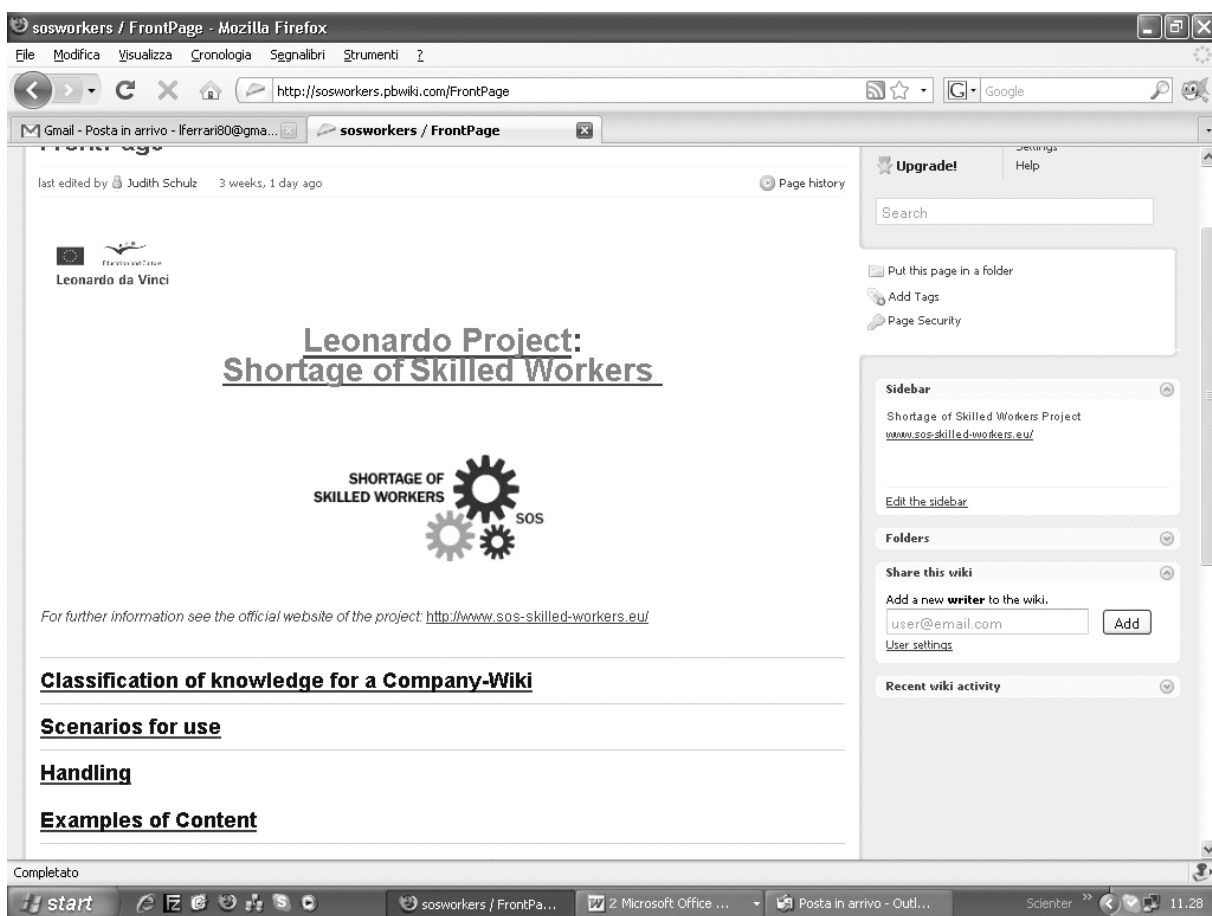 sosworkers / FrontPage - Mozilla Firefox
File Modifica Visualizza Cronologia Segnalibri Strumenti ?
http://sosworkers.pbwiki.com/FrontPage
G Google
Gmail - Posta in arrivo - lferrari80@gma...
sosworkers / FrontPage
FrontPage
last edited by Judith Schulz 3 weeks, 1 day ago
Page history
Education and Culture
Leonardo da Vinci
Leonardo Project:
Shortage of Skilled Workers
SHORTAGE OF
SKILLED WORKERS
SOS
For further information see the official website of the project: http://www.sos-skilled-workers.eu/
Classification of knowledge for a Company-Wiki
Scenarios for use
Handling
Examples of Content
Settings
Upgrade!
Help
Search
Put this page in a folder
Add Tags
Page Security
Sidebar
Shortage of Skilled Workers Project
www.sos-skilled-workers.eu/
Edit the sidebar
Folders
Share this wiki
Add a new writer to the wiki.
user@email.com
Add
User settings
Recent wiki activity
Completato
start
sosworkers / FrontPa...
2 Microsoft Office ...
Posta in arrivo - Outl...
Scienter »
11.28